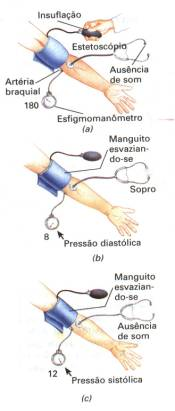 Insuflação
Estetoscópio
Ausência
de som
Artéria
braquial
180
Esfigmomanômetro
(a)
Manguito
esvazian-
do-se
Sopro
8
Pressão diastólica
(b)
Manguito
esvazian-
do-se
Ausência
de som
12
Pressão sistólica
(c)